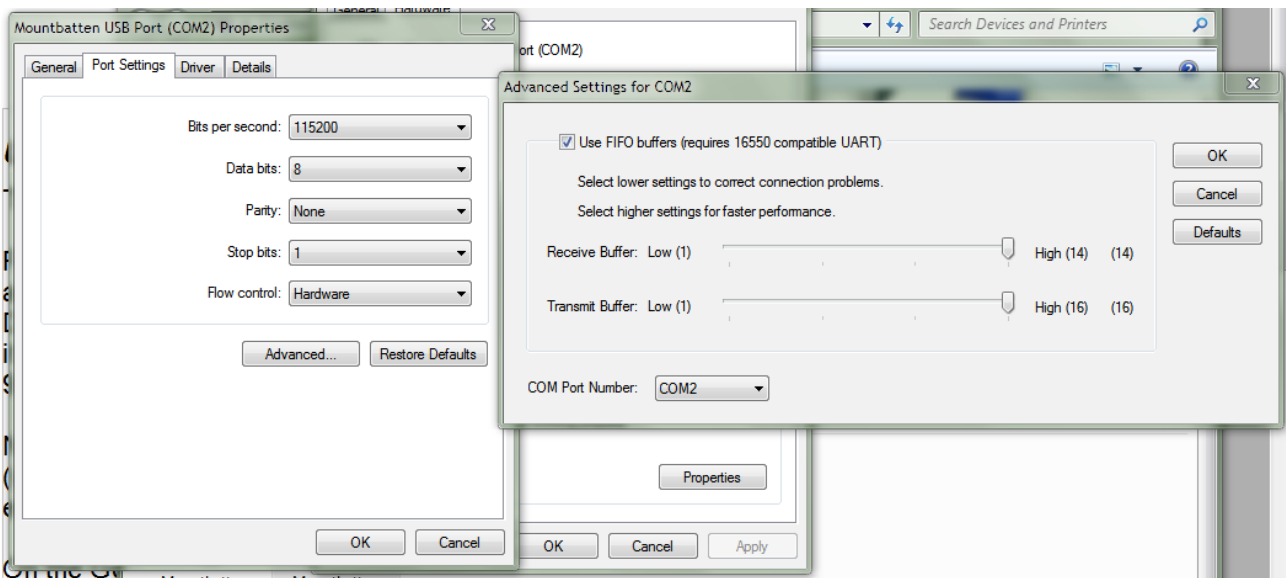 General Hardware
Mountbatten USB Port (COM2) Properties
Search Devices and Printers
ort (COM2)
General Port Settings Driver Details
Advanced Settings for COM2
Bits per second: 115200
Data bits: 8
Parity: None
Stop bits: 1
Flow control: Hardware
Advanced... Restore Defaults
Use FIFO buffers (requires 16550 compatible UART)
Select lower settings to correct connection problems.
Select higher settings for faster performance.
Receive Buffer: Low (1) High (14) (14)
Transmit Buffer: Low (1) High (16) (16)
COM Port Number: COM2
OK
Cancel
Defaults
Properties
OK Cancel
OK Cancel Apply
On the